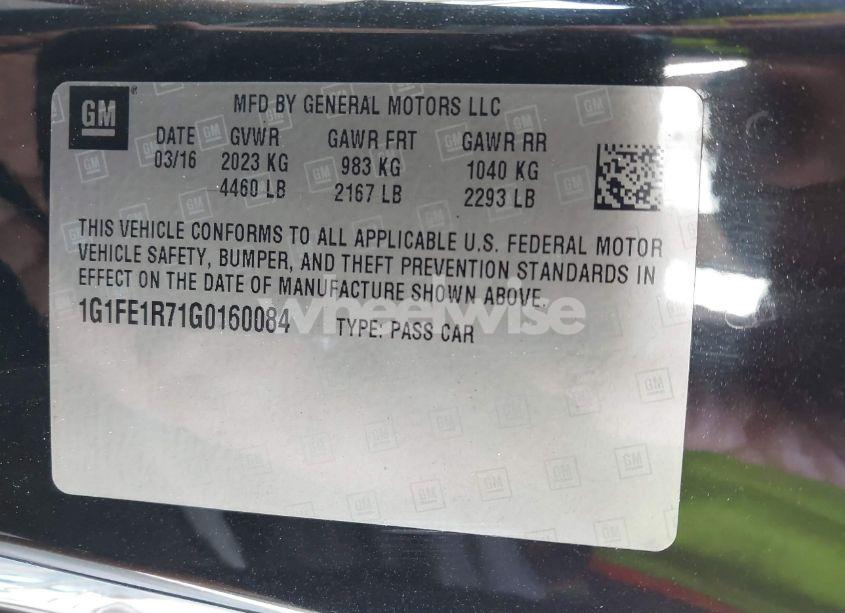 GM
MFD BY GENERAL MOTORS LLC
DATE GVWR GAWR FRT GAWR RR
03/16 2023 KG 983 KG 1040 KG
4460 LB 2167 LB 2293 LB
THIS VEHICLE CONFORMS TO ALL APPLICABLE U.S. FEDERAL MOTOR
VEHICLE SAFETY, BUMPER, AND THEFT PREVENTION STANDARDS IN
EFFECT ON THE DATE OF MANUFACTURE SHOWN ABOVE.
1G1FE1R71G0160084 TYPE: PASS CAR
wheelwise